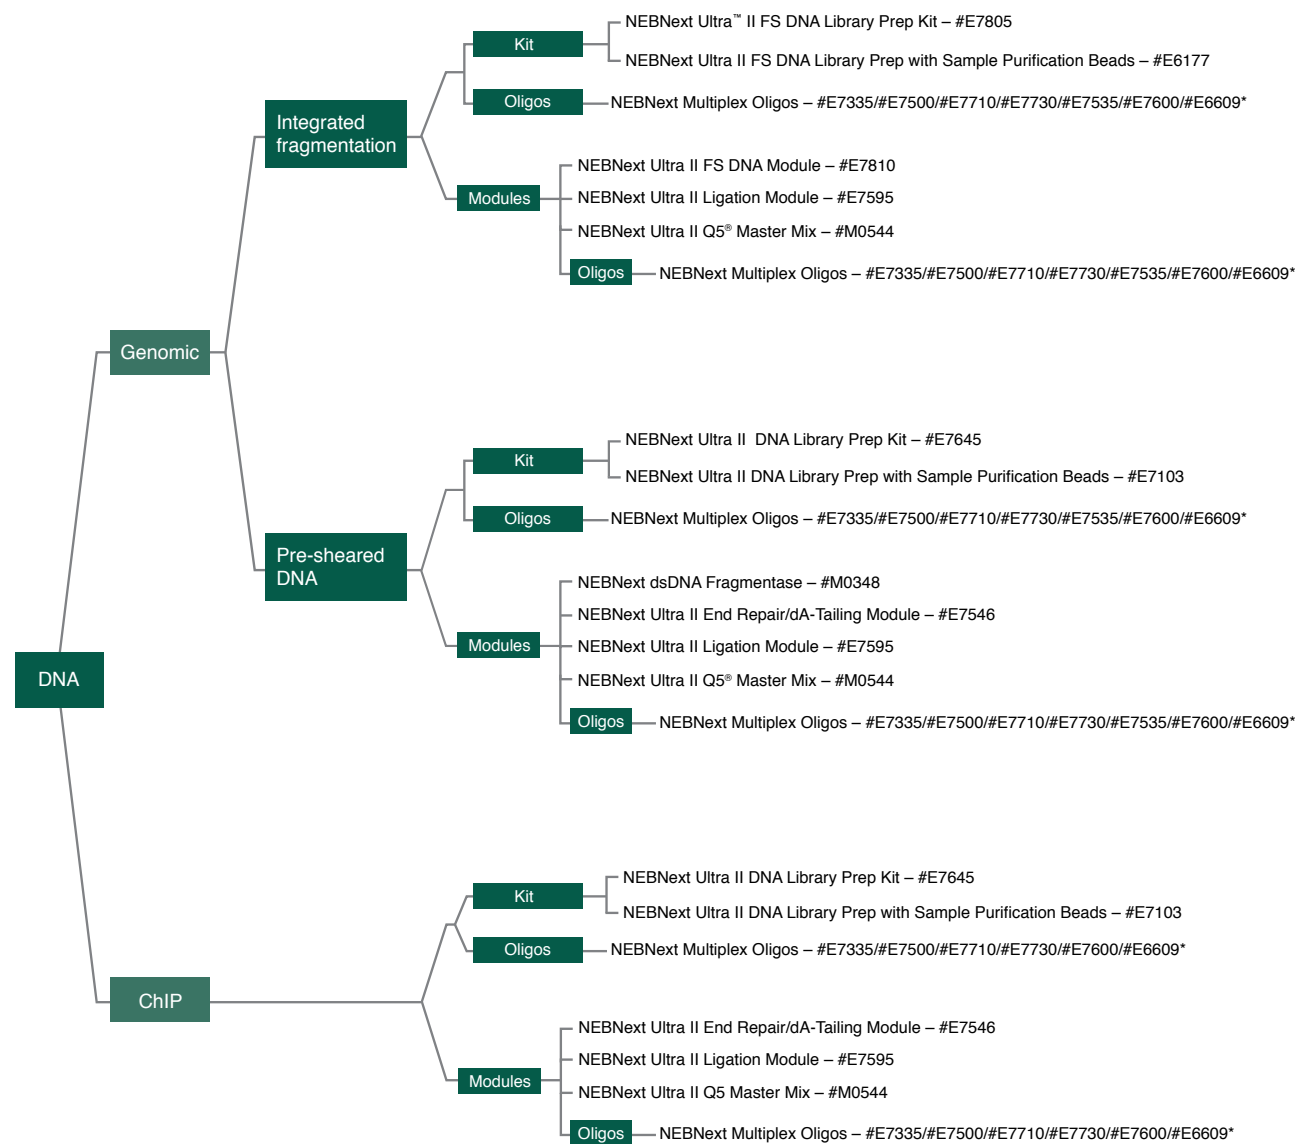 NEBNext Ultra™ II FS DNA Library Prep Kit – #E7805
Kit
NEBNext Ultra II FS DNA Library Prep with Sample Purification Beads – #E6177
Oligos
NEBNext Multiplex Oligos – #E7335/#E7500/#E7710/#E7730/#E7535/#E7600/#E6609*
Integrated
fragmentation
NEBNext Ultra II FS DNA Module – #E7810
Modules
NEBNext Ultra II Ligation Module – #E7595
NEBNext Ultra II Q5® Master Mix – #M0544
Oligos
NEBNext Multiplex Oligos – #E7335/#E7500/#E7710/#E7730/#E7535/#E7600/#E6609*
Genomic
NEBNext Ultra II  DNA Library Prep Kit – #E7645
Kit
NEBNext Ultra II DNA Library Prep with Sample Purification Beads – #E7103
Oligos
NEBNext Multiplex Oligos – #E7335/#E7500/#E7710/#E7730/#E7535/#E7600/#E6609*
Pre-sheared
DNA
NEBNext dsDNA Fragmentase – #M0348
NEBNext Ultra II End Repair/dA-Tailing Module – #E7546
Modules
NEBNext Ultra II Ligation Module – #E7595
NEBNext Ultra II Q5® Master Mix – #M0544
Oligos
NEBNext Multiplex Oligos – #E7335/#E7500/#E7710/#E7730/#E7535/#E7600/#E6609*
DNA
NEBNext Ultra II DNA Library Prep Kit – #E7645
Kit
NEBNext Ultra II DNA Library Prep with Sample Purification Beads – #E7103
Oligos
NEBNext Multiplex Oligos – #E7335/#E7500/#E7710/#E7730/#E7600/#E6609*
ChIP
NEBNext Ultra II End Repair/dA-Tailing Module – #E7546
NEBNext Ultra II Ligation Module – #E7595
Modules
NEBNext Ultra II Q5 Master Mix – #M0544
Oligos
NEBNext Multiplex Oligos – #E7335/#E7500/#E7710/#E7730/#E7600/#E6609*